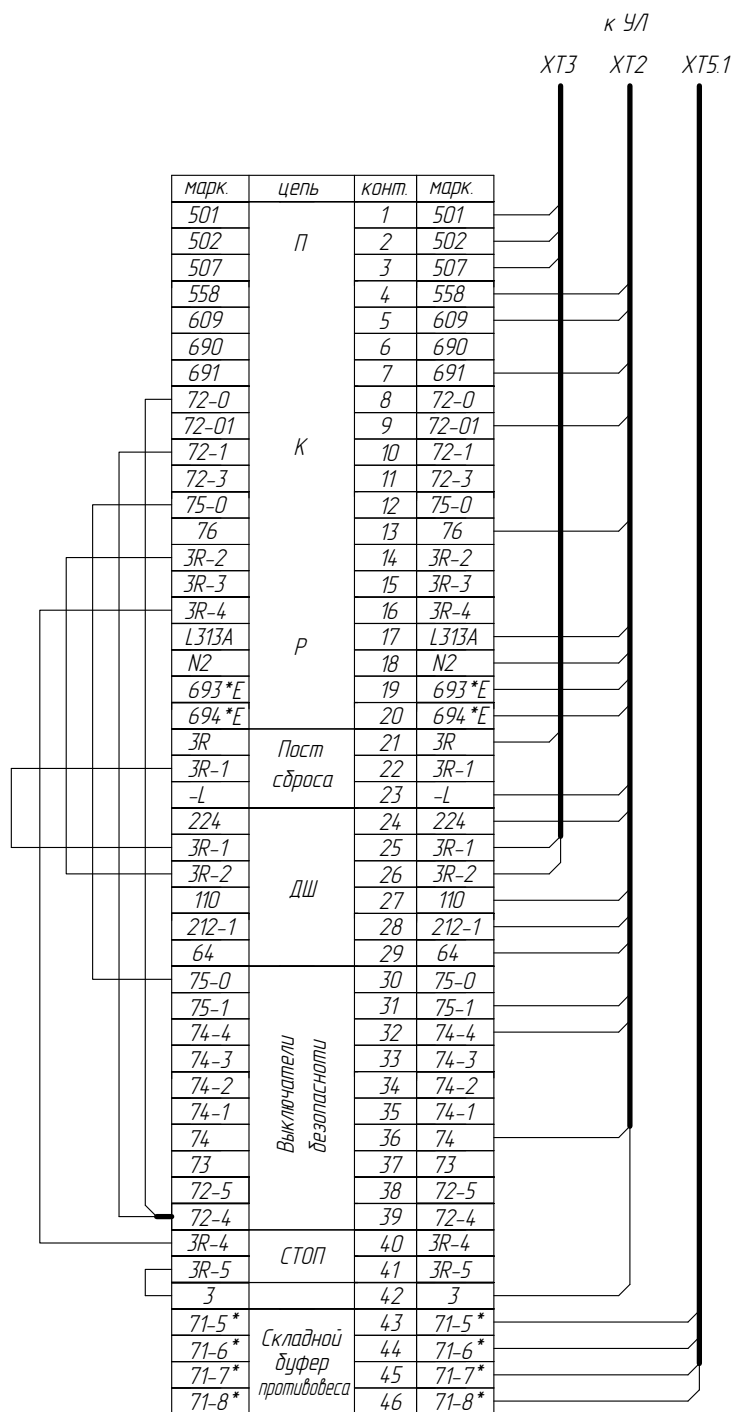 к УЛ
XT3 XT2 XT5.1
марк. цепь конт. марк.
501 1 501
502 П 2 502
507 3 507
558 4 558
609 5 609
690 6 690
691 7 691
72-0 8 72-0
72-01 9 72-01
72-1 К 10 72-1
72-3 11 72-3
75-0 12 75-0
76 13 76
3R-2 14 3R-2
3R-3 15 3R-3
3R-4 16 3R-4
L313A Р 17 L313A
N2 18 N2
693*E 19 693*E
694*E 20 694*E
3R Пост 21 3R
3R-1 сброса 22 3R-1
-L 23 -L
224 24 224
3R-1 25 3R-1
3R-2 ДШ 26 3R-2
110 27 110
212-1 28 212-1
64 29 64
75-0 30 75-0
75-1 31 75-1
74-4 32 74-4
74-3 33 74-3
74-2 34 74-2
74-1 35 74-1
74 36 74
73 37 73
72-5 38 72-5
72-4 39 72-4
Выключатели
безопасноти
3R-4 СТОП 40 3R-4
3R-5 41 3R-5
3 42 3
71-5* Складной 43 71-5*
71-6* буфер 44 71-6*
71-7* противовеса 45 71-7*
71-8* 46 71-8*